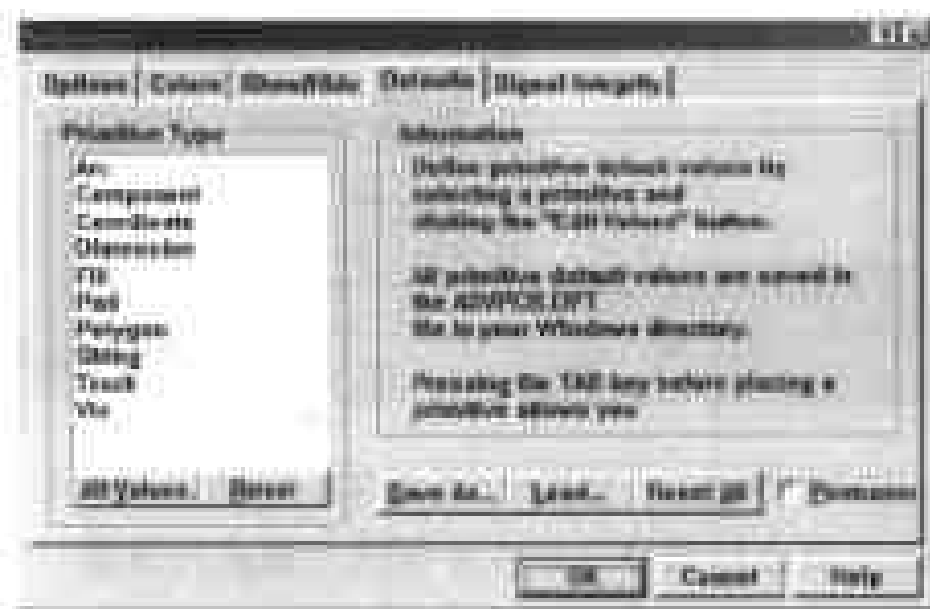 Options Colors Show/Hide Defaults Signal Integrity
Primitive Type
Arc
Component
Coordinate
Dimension
Fill
Pad
Polygon
String
Track
Via
Values... Reset
Information
Define primitive default values by
selecting a primitive and
clicking the "Edit Values" button.
All primitive default values are saved in
the
file in your Windows directory.
Pressing the TAB key before placing a
primitive allows you
Save As... Load... Reset All Permanen
OK Cancel Help